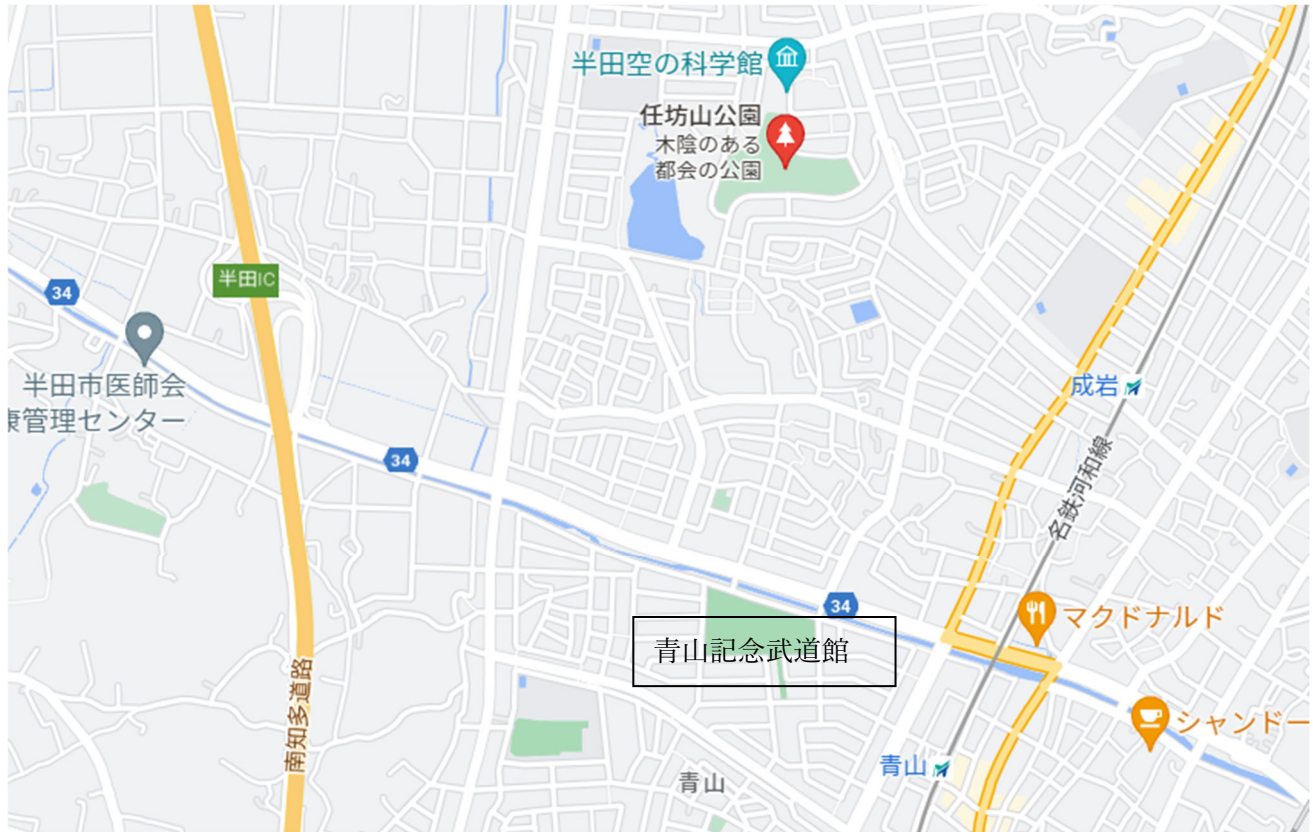 半田空の科学館
任坊山公園
木陰のある
都会の公園
半田IC
34
半田市医師会
康管理センター
成岩
34
名鉄河和線
34
マクドナルド
青山記念武道館
南知多道路
シャンドー
青山
青山